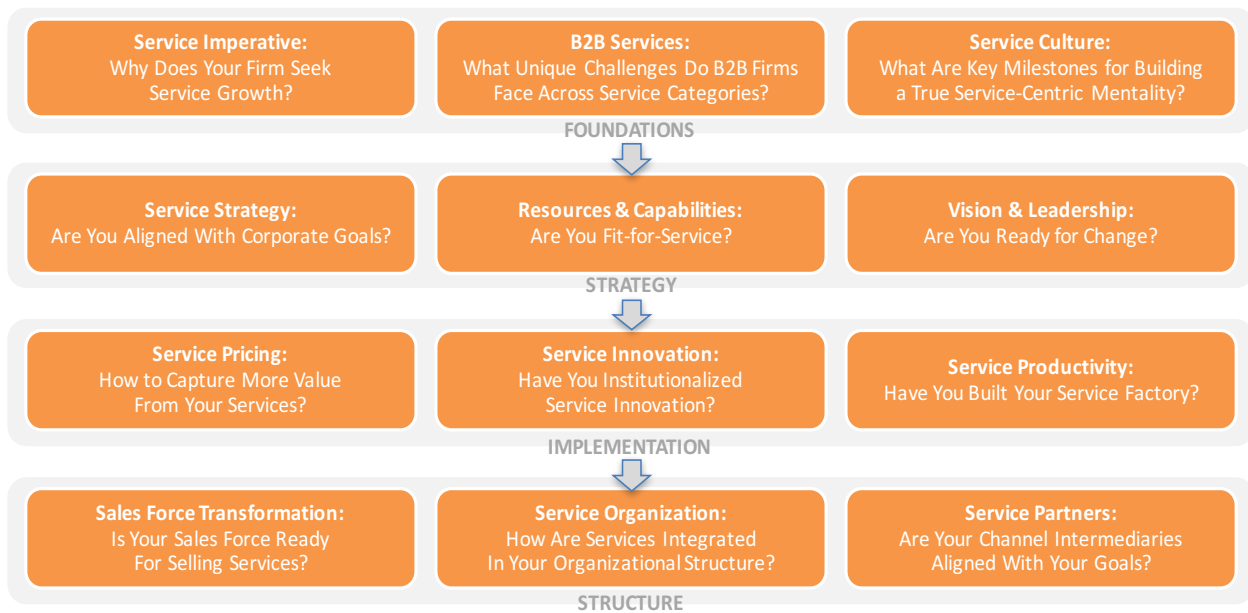 Service Imperative:
Why Does Your Firm Seek
Service Growth?
B2B Services:
What Unique Challenges Do B2B Firms
Face Across Service Categories?
Service Culture:
What Are Key Milestones for Building
a True Service-Centric Mentality?
FOUNDATIONS
Service Strategy:
Are You Aligned With Corporate Goals?
Resources & Capabilities:
Are You Fit-for-Service?
Vision & Leadership:
Are You Ready for Change?
STRATEGY
Service Pricing:
How to Capture More Value
From Your Services?
Service Innovation:
Have You Institutionalized
Service Innovation?
Service Productivity:
Have You Built Your Service Factory?
IMPLEMENTATION
Sales Force Transformation:
Is Your Sales Force Ready
For Selling Services?
Service Organization:
How Are Services Integrated
In Your Organizational Structure?
Service Partners:
Are Your Channel Intermediaries
Aligned With Your Goals?
STRUCTURE